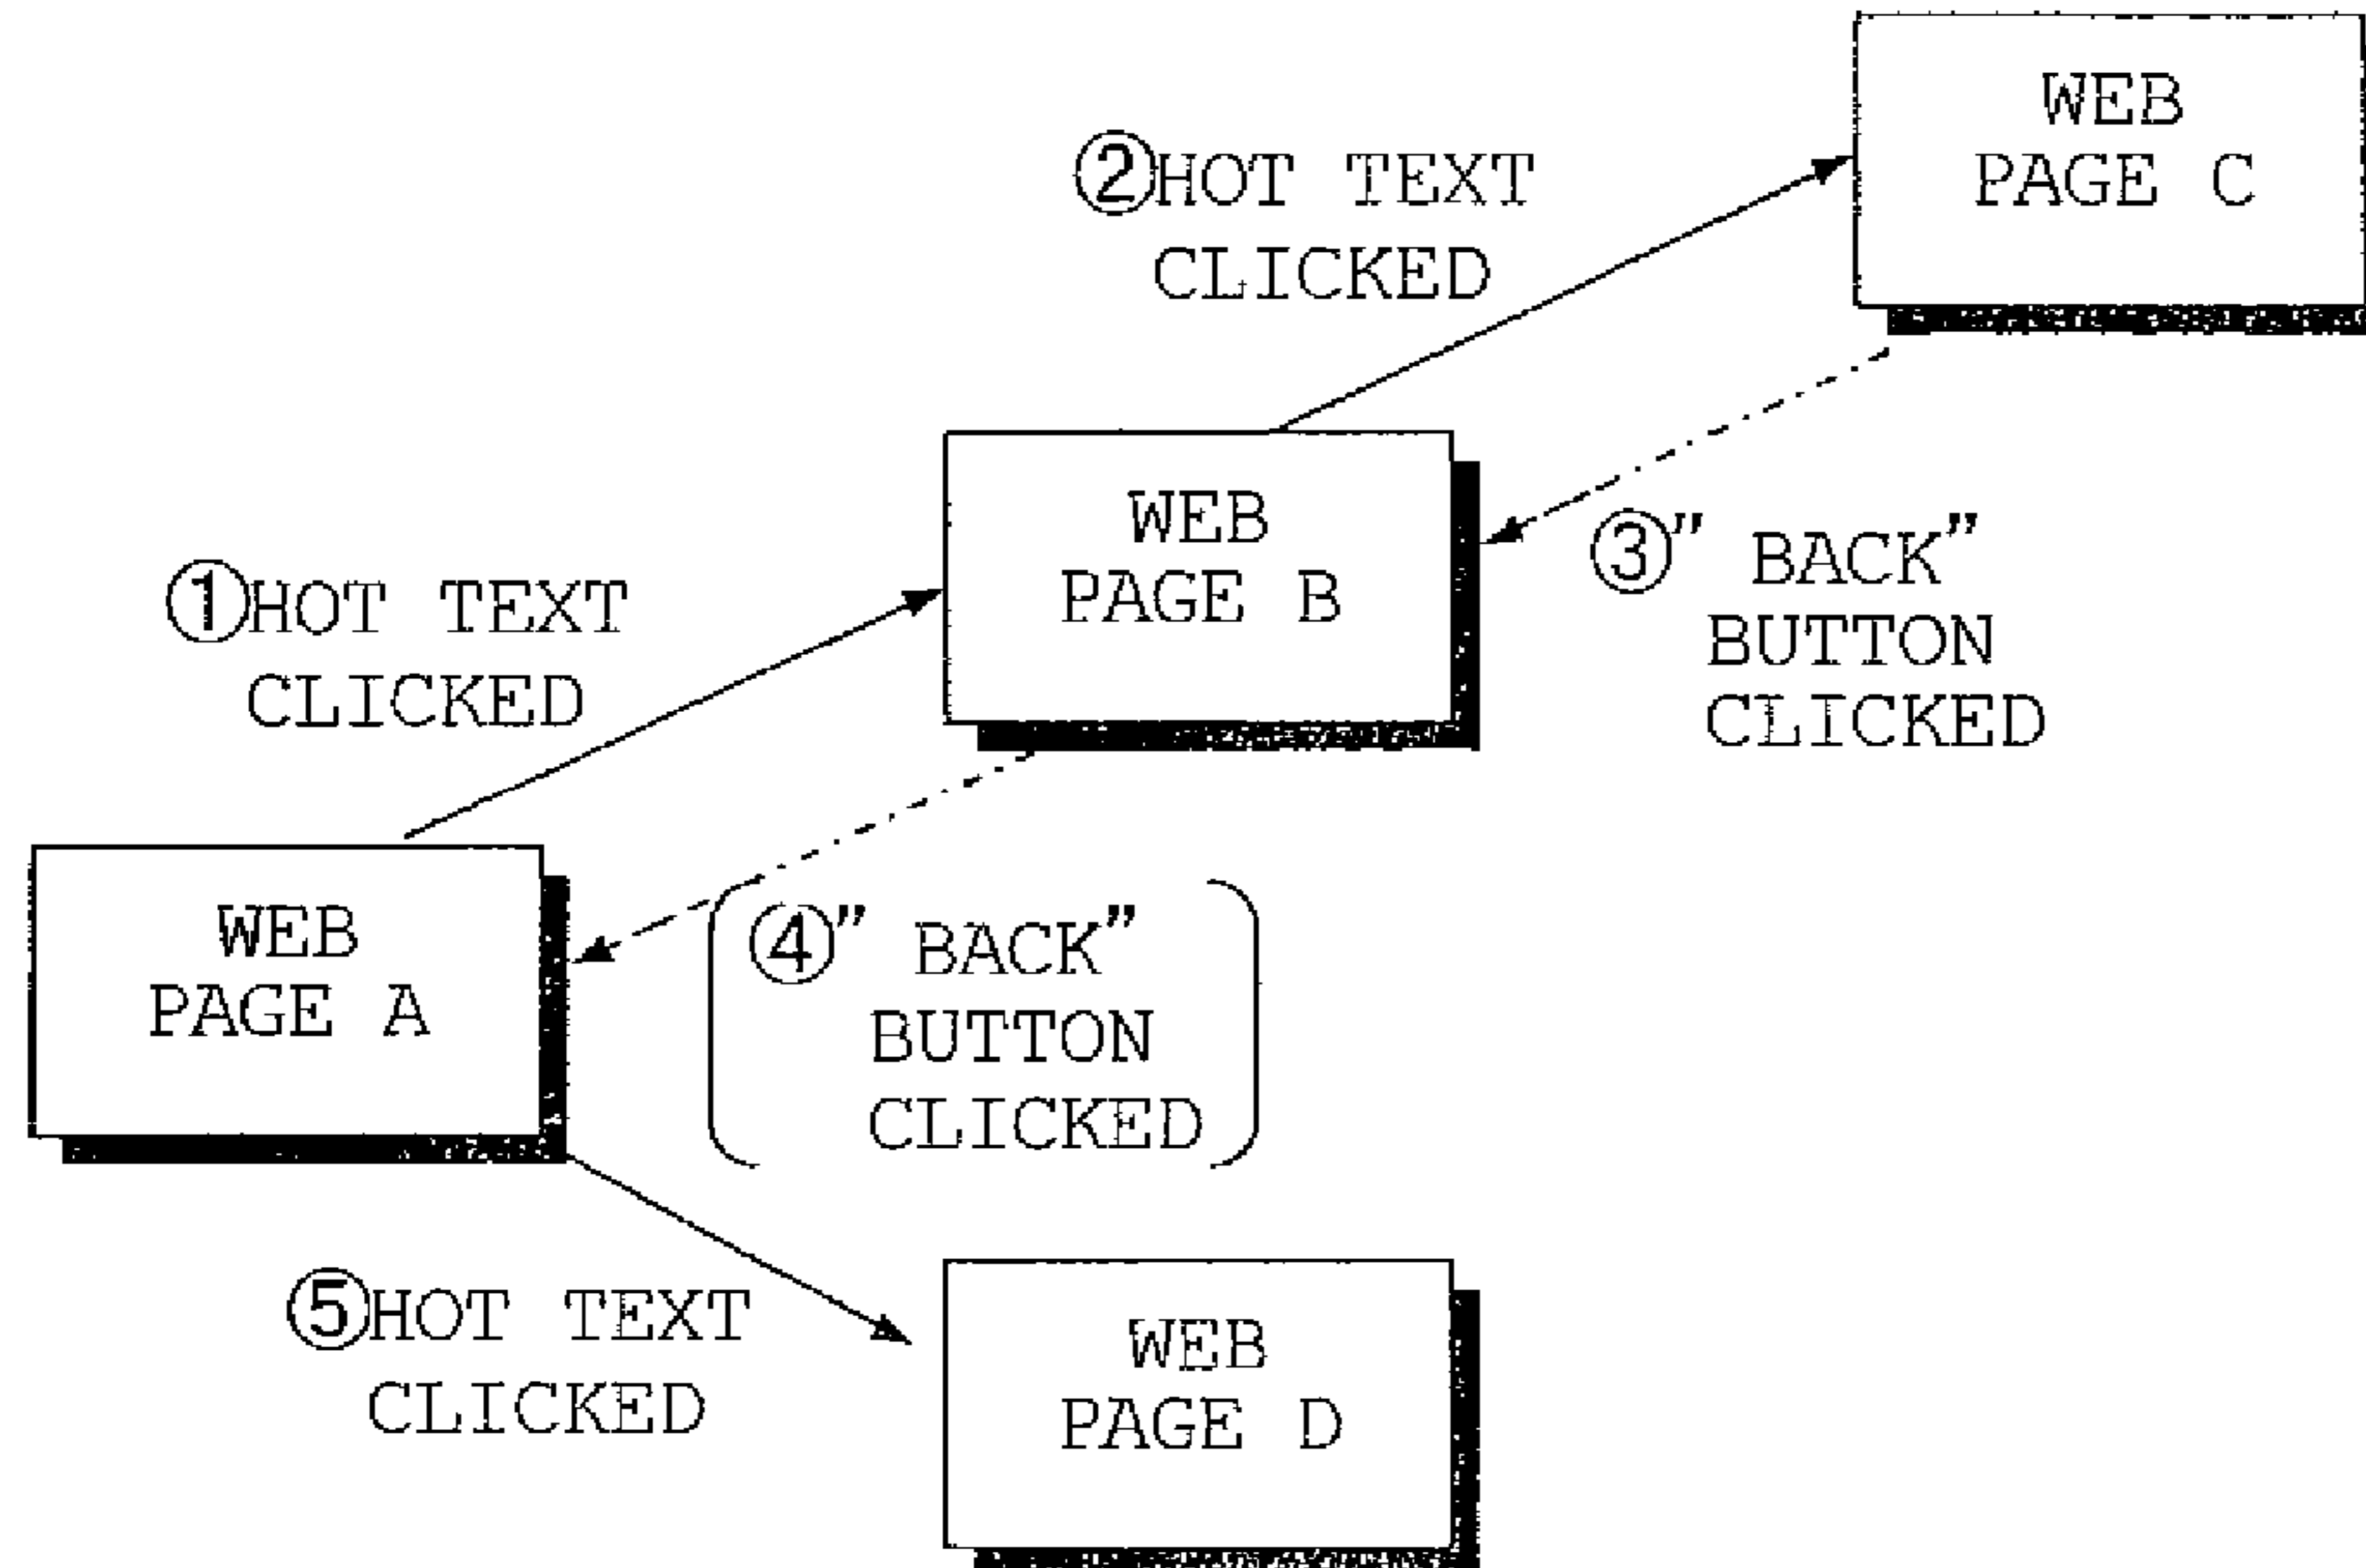 WEB
PAGE C
②HOT TEXT
CLICKED
WEB
PAGE B
③" BACK"
BUTTON
CLICKED
①HOT TEXT
CLICKED
WEB
PAGE A
④" BACK"
BUTTON
CLICKED
⑤HOT TEXT
CLICKED
WEB
PAGE D